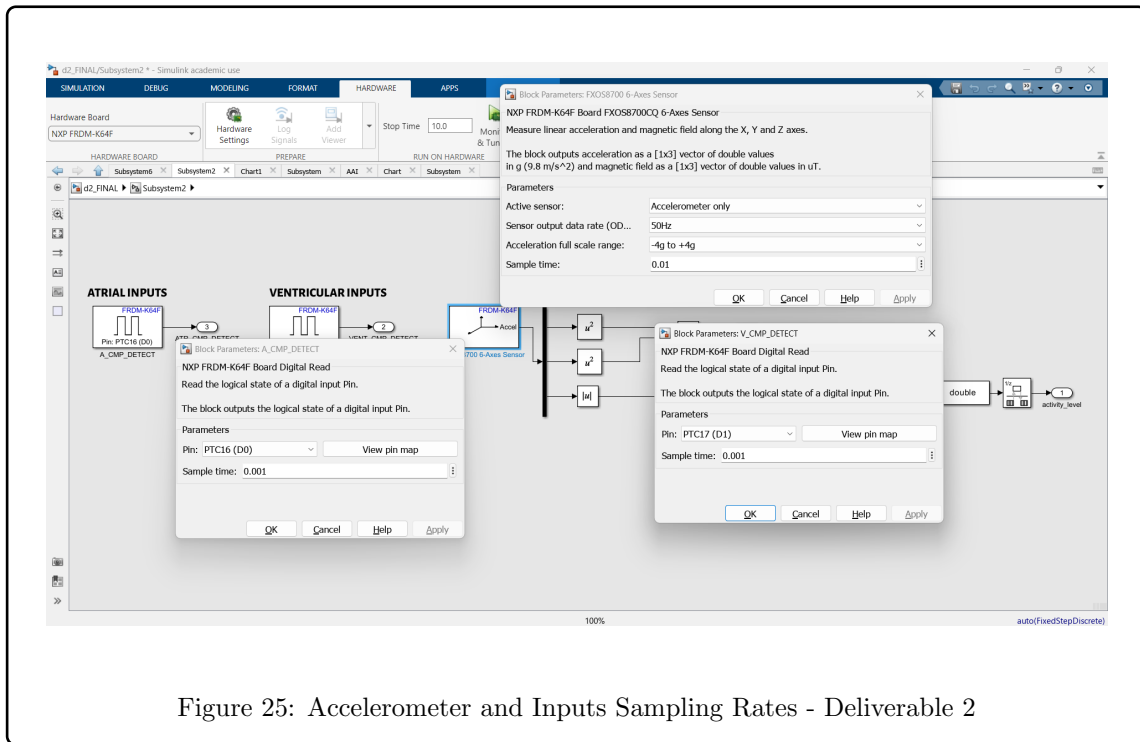 d2_FINAL/Subsystem2 * - Simulink academic use
SIMULATION DEBUG MODELING FORMAT HARDWARE APPS
Hardware Board
NXP FRDM-K64F
Hardware
Settings
Log
Signals
Add
Viewer
Stop Time 10.0
Moni
& Tun
HARDWARE BOARD PREPARE RUN ON HARDWARE
Subsystem6 Subsystem2 Chart1 Subsystem AAI Chart Subsystem
d2_FINAL Subsystem2
Block Parameters: FXOS8700 6-Axes Sensor
NXP FRDM-K64F Board FXOS8700CQ 6-Axes Sensor
Measure linear acceleration and magnetic field along the X, Y and Z axes.
The block outputs acceleration as a [1x3] vector of double values
in g (9.8 m/s^2) and magnetic field as a [1x3] vector of double values in uT.
Parameters
Active sensor: Accelerometer only
Sensor output data rate (OD... 50Hz
Acceleration full scale range: -4g to +4g
Sample time: 0.01
OK Cancel Help Apply
ATRIAL INPUTS
FRDM-K64F
Pin: PTC16 (D0)
A_CMP_DETECT
3
VENTRICULAR INPUTS
FRDM-K64F
2
FRDM-K64F
Accel
8700 6-Axes Sensor
u²
u²
|u|
double
1
activity_level
Block Parameters: A_CMP_DETECT
NXP FRDM-K64F Board Digital Read
Read the logical state of a digital input Pin.
The block outputs the logical state of a digital input Pin.
Parameters
Pin: PTC16 (D0) View pin map
Sample time: 0.001
OK Cancel Help Apply
Block Parameters: V_CMP_DETECT
NXP FRDM-K64F Board Digital Read
Read the logical state of a digital input Pin.
The block outputs the logical state of a digital input Pin.
Parameters
Pin: PTC17 (D1) View pin map
Sample time: 0.001
OK Cancel Help Apply
100% auto(FixedStepDiscrete)
Figure 25: Accelerometer and Inputs Sampling Rates - Deliverable 2